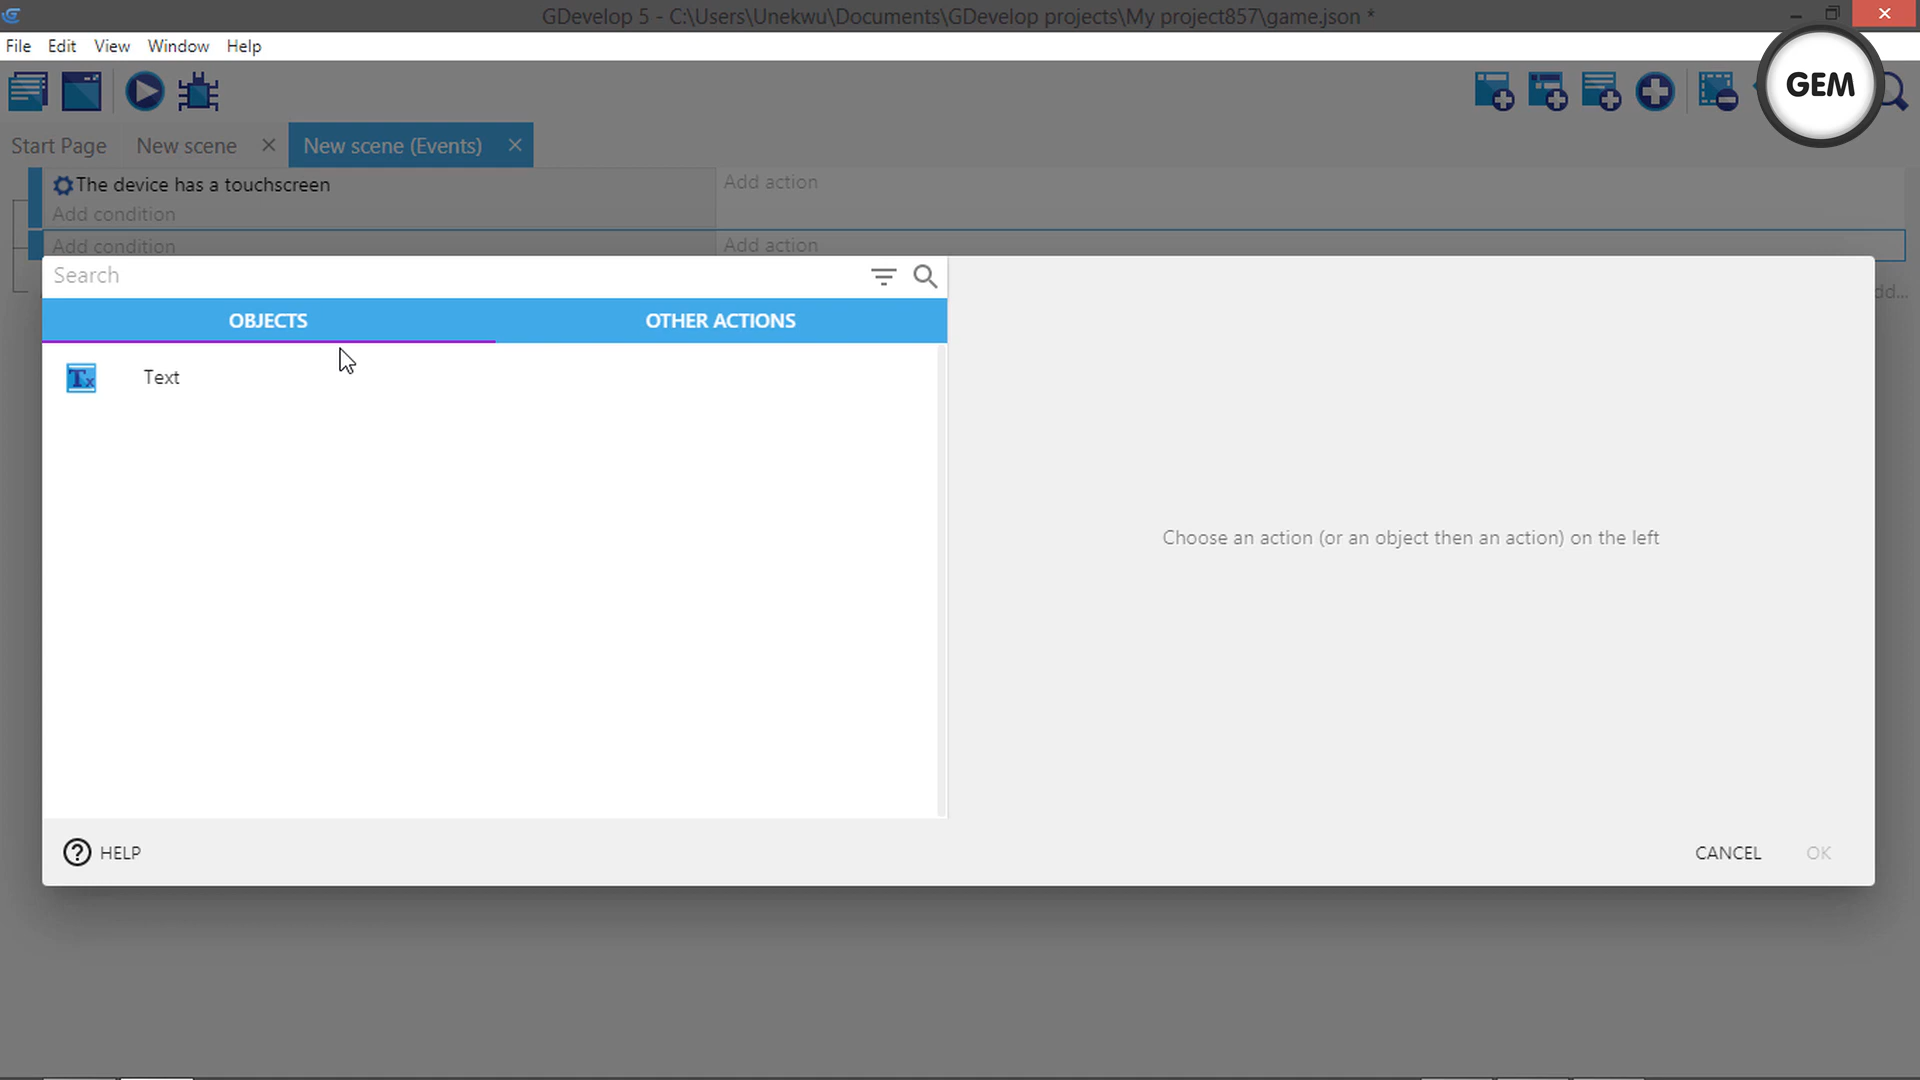 GDevelop 5 - C:\Users\Unekwu\Documents\GDevelop projects\My project857\game.json *
File Edit View Window Help
GEM
Start Page New scene New scene (Events)
The device has a touchscreen Add action
Add condition
Add condition Add action
Search
dd...
OBJECTS OTHER ACTIONS
Text
Choose an action (or an object then an action) on the left
HELP CANCEL OK